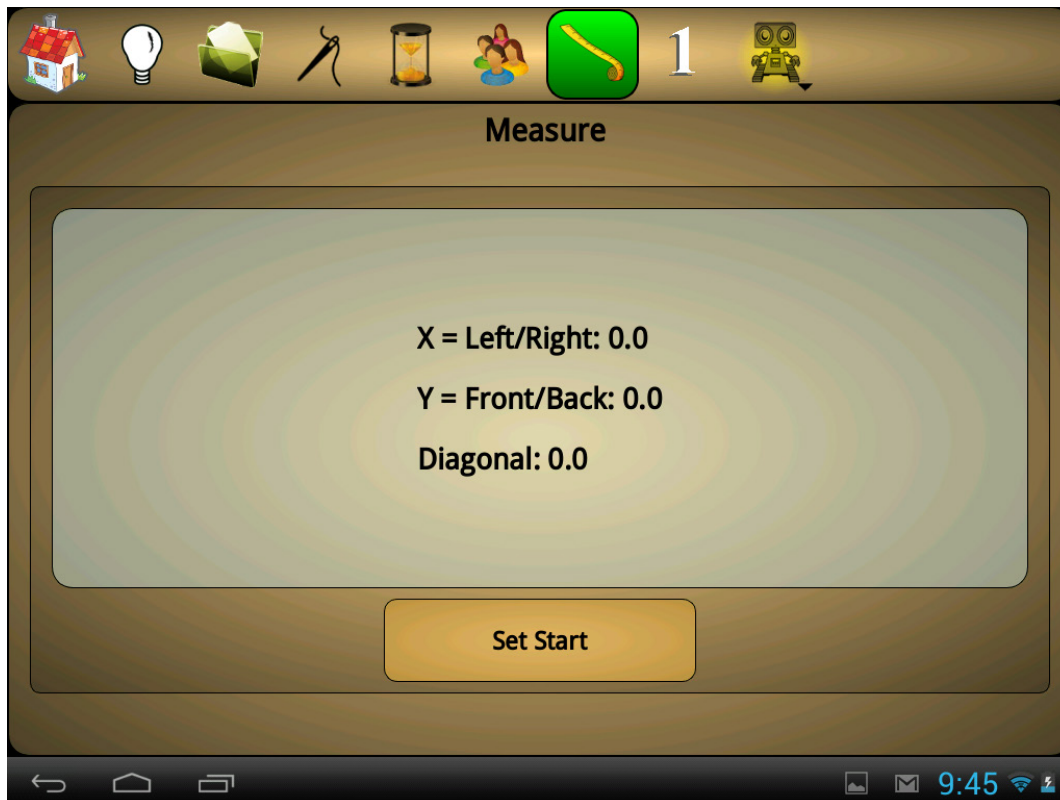 1
Measure
X = Left/Right: 0.0
Y = Front/Back: 0.0
Diagonal: 0.0
Set Start
9:45